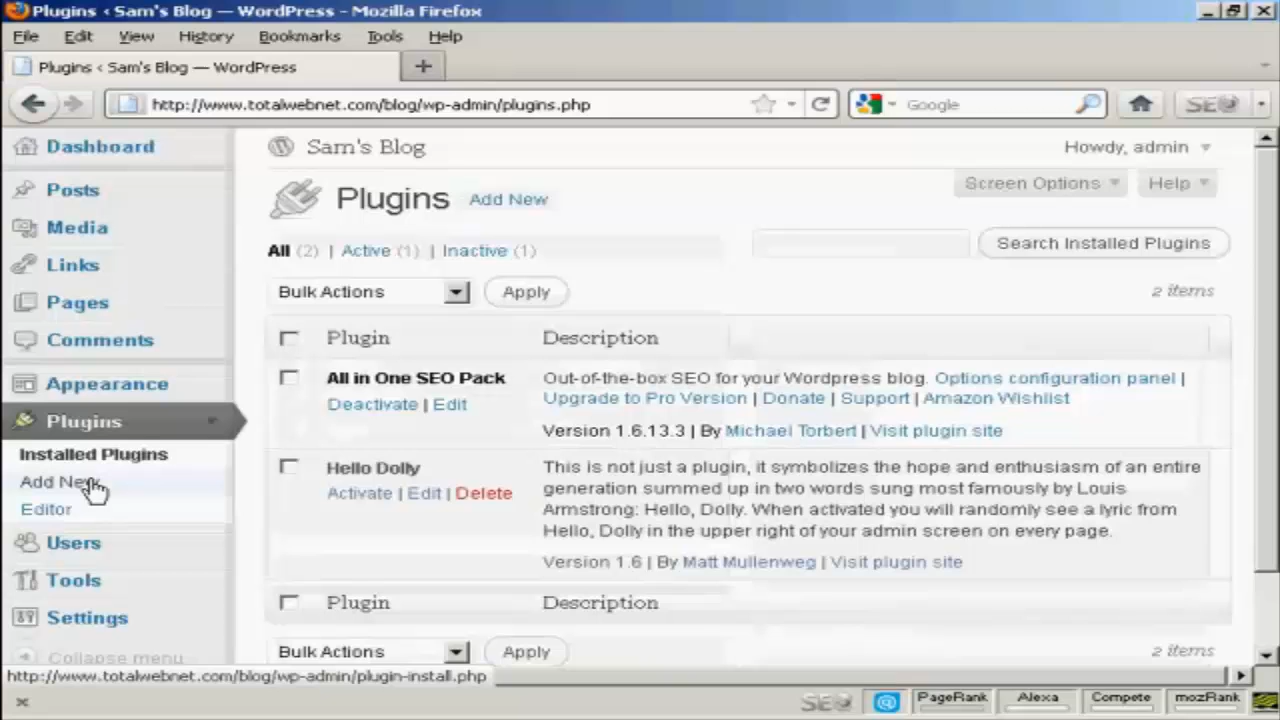 Plugins ‹ Sam's Blog — WordPress - Mozilla Firefox
File Edit View History Bookmarks Tools Help
Plugins ‹ Sam's Blog — WordPress
http://www.totalwebnet.com/blog/wp-admin/plugins.php
Google
SEO
Dashboard
Posts
Media
Links
Pages
Comments
Appearance
Plugins
Installed Plugins
Add New
Editor
Users
Tools
Settings
Collapse menu
Sam's Blog
Howdy, admin
Screen Options
Help
Plugins Add New
All (2) | Active (1) | Inactive (1)
Search Installed Plugins
Bulk Actions Apply 2 items
Plugin Description
All in One SEO Pack
Deactivate | Edit
Out-of-the-box SEO for your Wordpress blog. Options configuration panel |
Upgrade to Pro Version | Donate | Support | Amazon Wishlist
Version 1.6.13.3 | By Michael Torbert | Visit plugin site
Hello Dolly
Activate | Edit | Delete
This is not just a plugin, it symbolizes the hope and enthusiasm of an entire
generation summed up in two words sung most famously by Louis
Armstrong: Hello, Dolly. When activated you will randomly see a lyric from
Hello, Dolly in the upper right of your admin screen on every page.
Version 1.6 | By Matt Mullenweg | Visit plugin site
Plugin Description
Bulk Actions Apply 2 items
http://www.totalwebnet.com/blog/wp-admin/plugin-install.php
SEO PageRank Alexa Compete mozRank